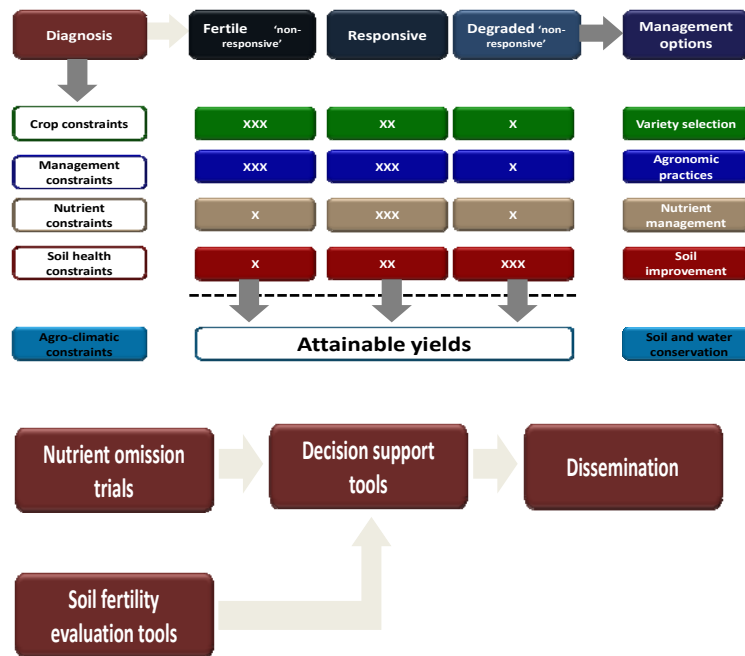 Diagnosis
Fertile 'non-
responsive'
Responsive
Degraded 'non-
responsive'
Management
options
Crop constraints
XXX
XX
X
Variety selection
Management
constraints
XXX
XXX
X
Agronomic
practices
Nutrient
constraints
X
XXX
X
Nutrient
management
Soil health
constraints
X
XX
XXX
Soil
improvement
Agro-climatic
constraints
Attainable yields
Soil and water
conservation
Nutrient omission
trials
Decision support
tools
Dissemination
Soil fertility
evaluation tools